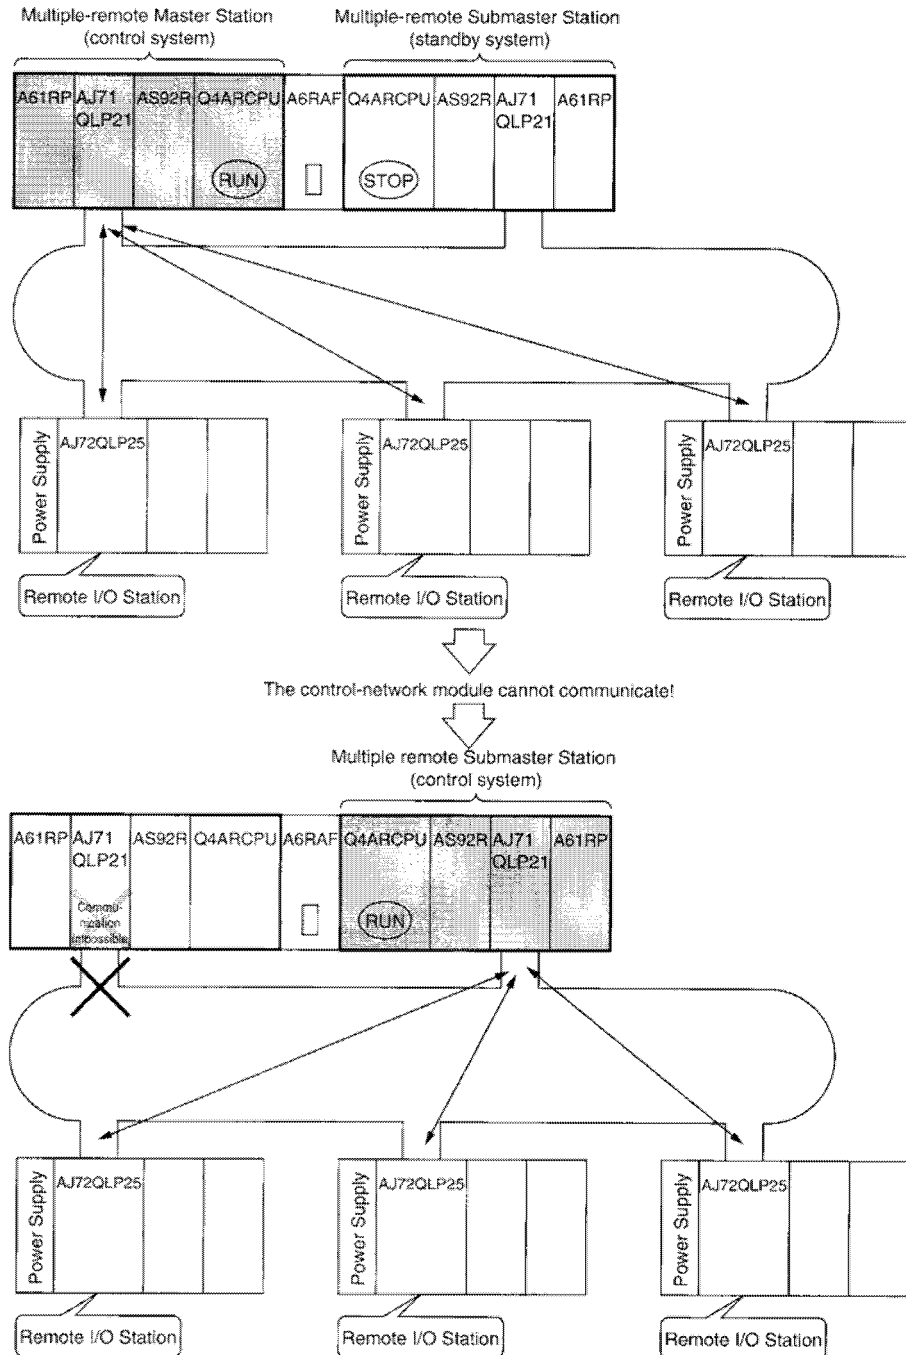 Multiple-remote Master Station
(control system)
Multiple-remote Submaster Station
(standby system)
A61RP AJ71 QLP21 AS92R Q4ARCPU A6RAF Q4ARCPU AS92R AJ71 QLP21 A61RP
RUN STOP
Power Supply AJ72QLP25
Power Supply AJ72QLP25
Power Supply AJ72QLP25
Remote I/O Station
Remote I/O Station
Remote I/O Station
The control-network module cannot communicate!
Multiple remote Submaster Station
(control system)
A61RP AJ71 QLP21 AS92R Q4ARCPU A6RAF Q4ARCPU AS92R AJ71 QLP21 A61RP
Commu-
nication
impossible
RUN
Power Supply AJ72QLP25
Power Supply AJ72QLP25
Power Supply AJ72QLP25
Remote I/O Station
Remote I/O Station
Remote I/O Station